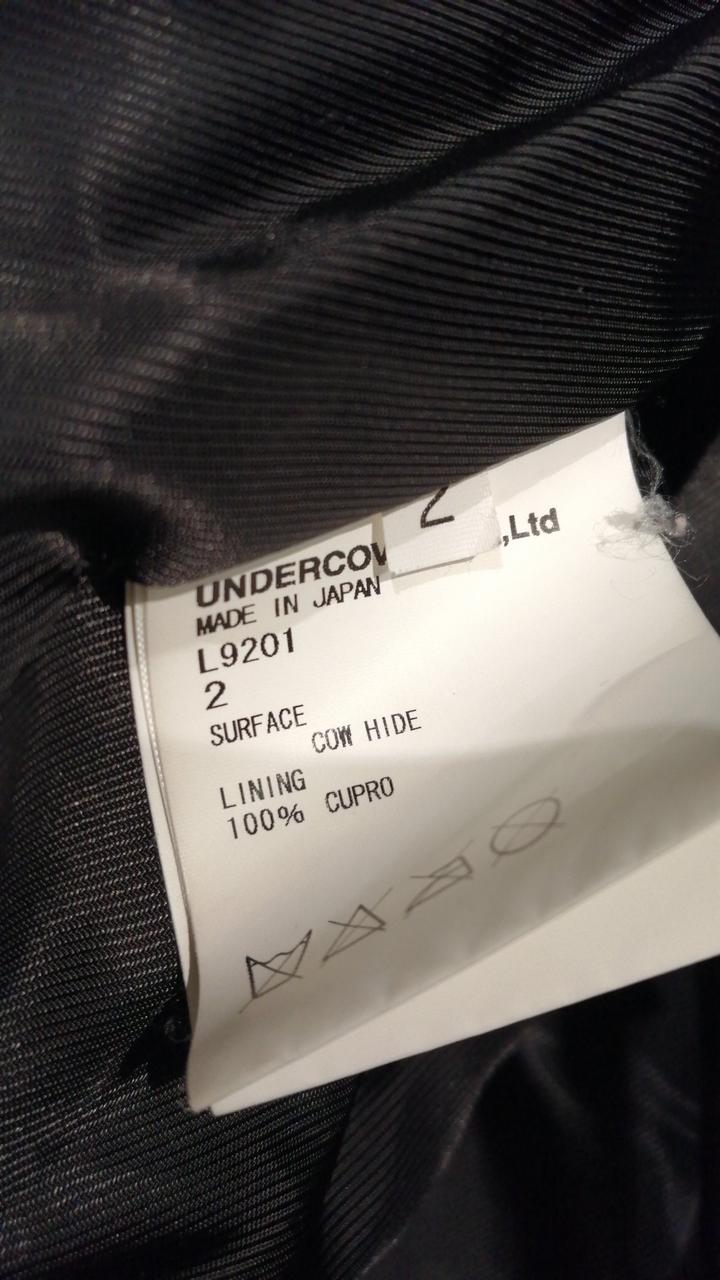 2
UNDERCOV ,Ltd
MADE IN JAPAN
L9201
2
SURFACE
COW HIDE
LINING
100% CUPRO